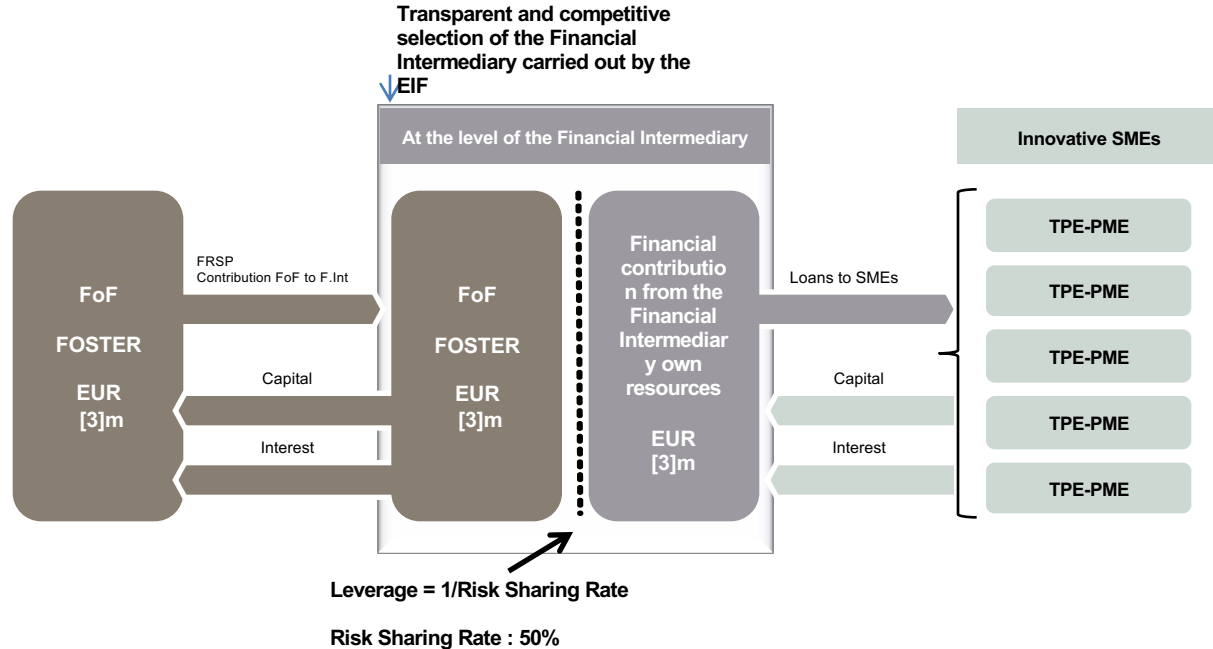 Transparent and competitive
selection of the Financial
Intermediary carried out by the
EIF
At the level of the Financial Intermediary
Innovative SMEs
FoF
FOSTER
EUR
[3]m
FRSP
Contribution FoF to F.Int
Capital
Interest
FoF
FOSTER
EUR
[3]m
Financial
contributio
n from the
Financial
Intermediar
y own
resources
EUR
[3]m
Loans to SMEs
Capital
Interest
TPE-PME
TPE-PME
TPE-PME
TPE-PME
TPE-PME
Leverage = 1/Risk Sharing Rate
Risk Sharing Rate : 50%